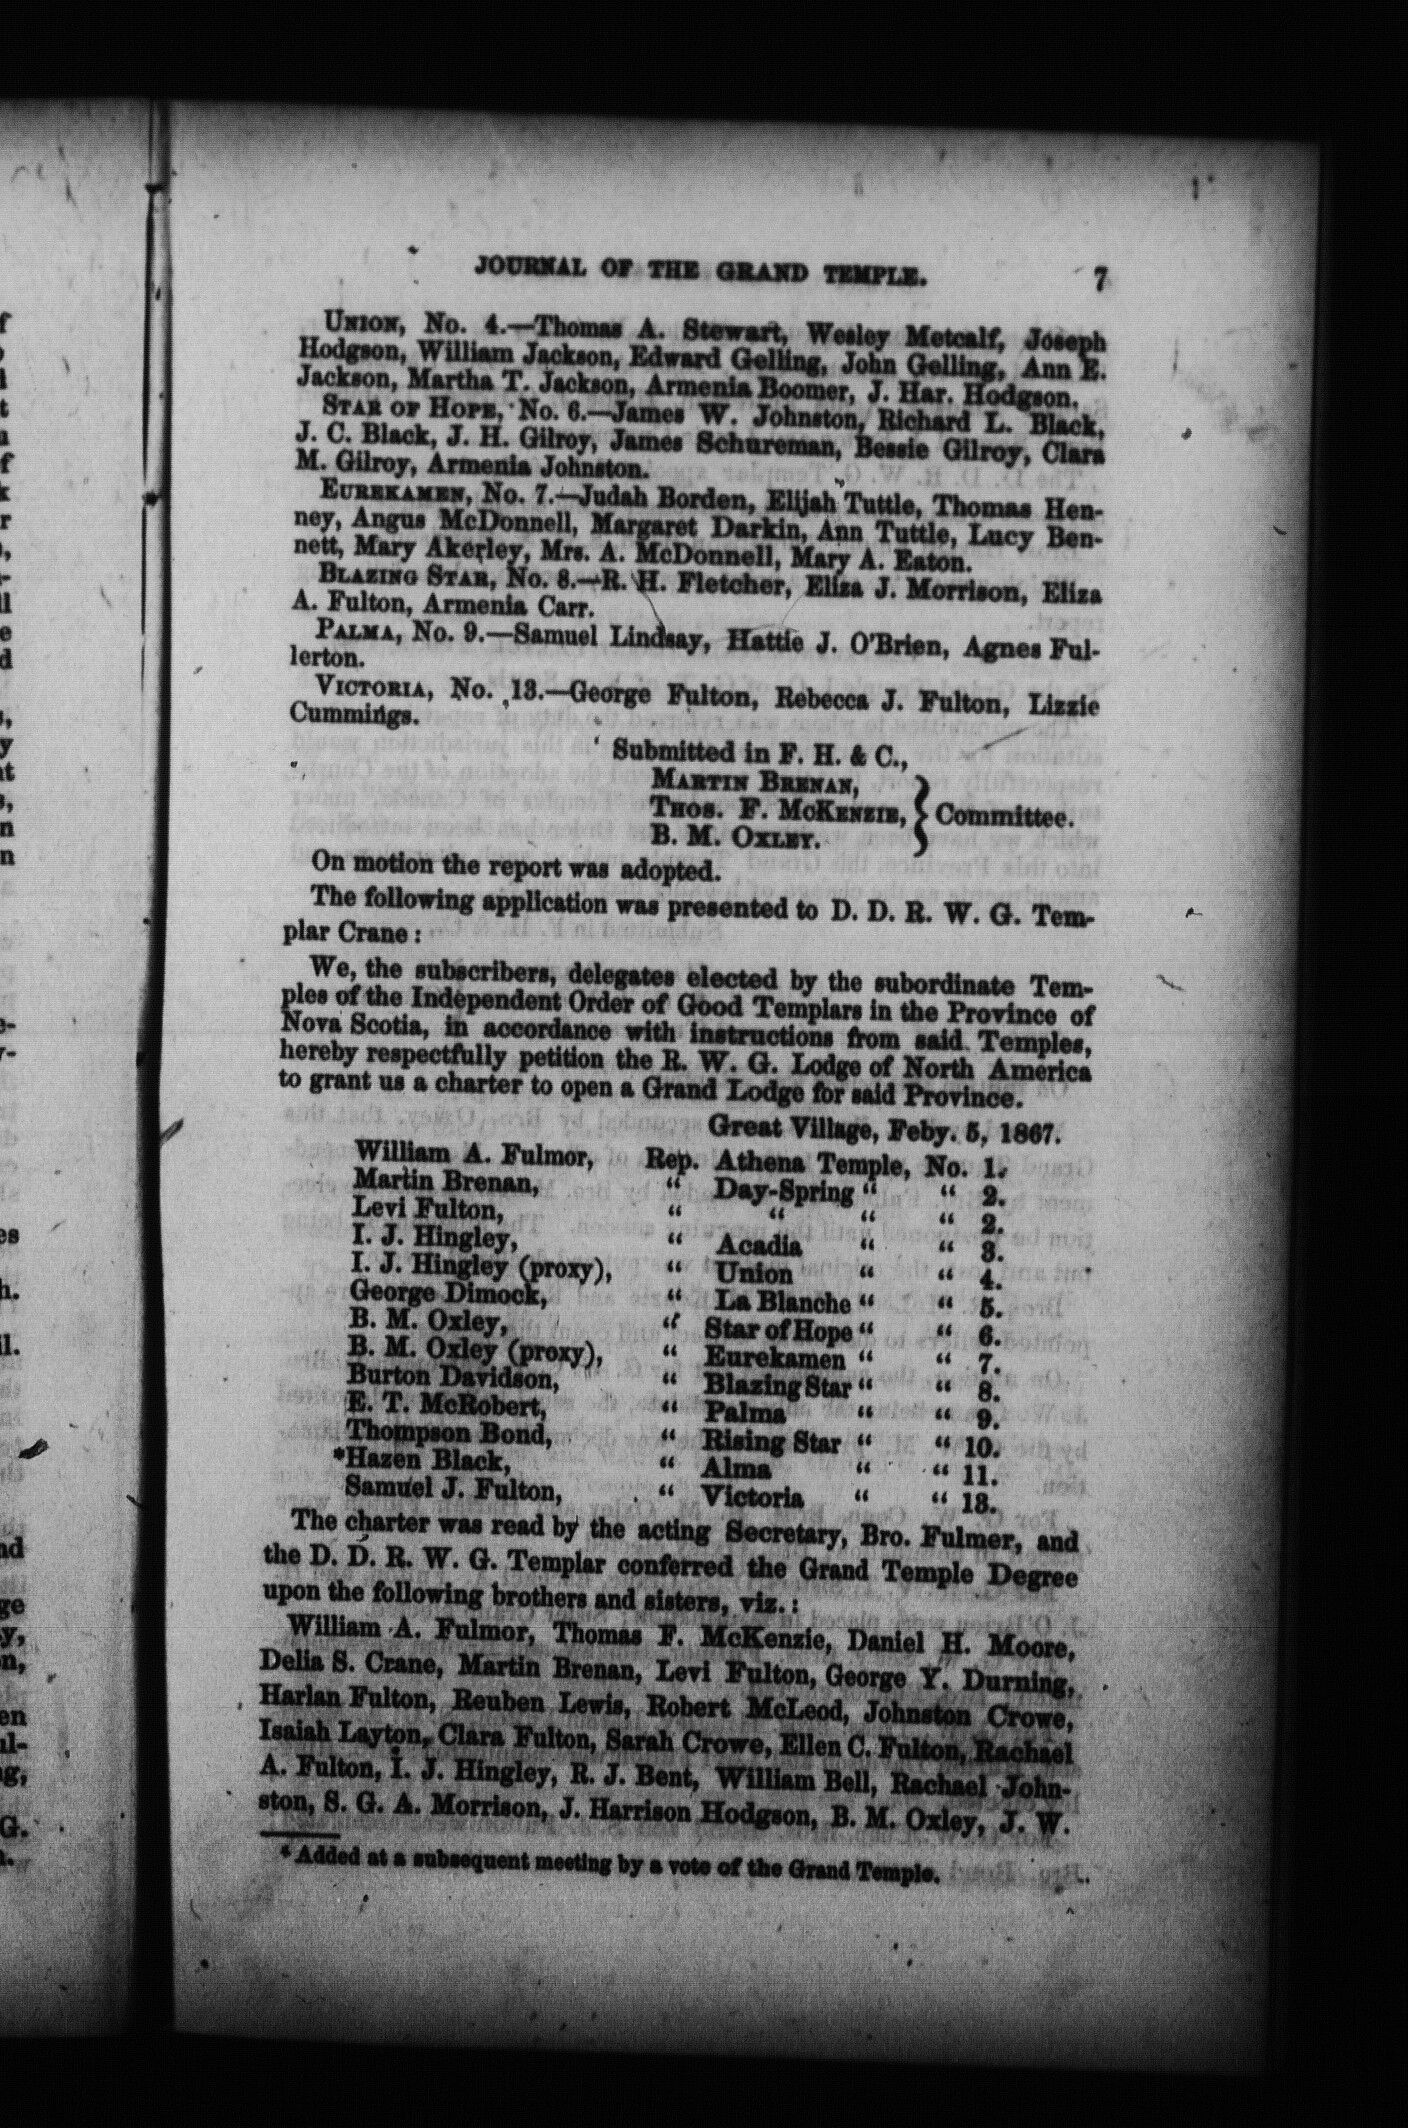 JOURNAL OF THE GRAND TEMPLE. 7
UNION, No. 4.—Thomas A. Stewart, Wesley Metcalf, Joseph
Hodgson, William Jackson, Edward Gelling, John Gelling, Ann E.
Jackson, Martha T. Jackson, Armenia Boomer, J. Har. Hodgson.
STAR OF HOPE, No. 6.—James W. Johnston, Richard L. Black,
J. C. Black, J. H. Gilroy, James Schureman, Bessie Gilroy, Clara
M. Gilroy, Armenia Johnston.
EUREKAMEN, No. 7.—Judah Borden, Elijah Tuttle, Thomas Hen-
ney, Angus McDonnell, Margaret Darkin, Ann Tuttle, Lucy Ben-
nett, Mary Akerley, Mrs. A. McDonnell, Mary A. Eaton.
BLAZING STAR, No. 8.—R. H. Fletcher, Eliza J. Morrison, Eliza
A. Fulton, Armenia Carr.
PALMA, No. 9.—Samuel Lindsay, Hattie J. O'Brien, Agnes Ful-
lerton.
VICTORIA, No. 13.—George Fulton, Rebecca J. Fulton, Lizzie
Cummings.
Submitted in F. H. & C.,
MARTIN BRENAN,
THOS. F. MCKENZIE, } Committee.
B. M. OXLEY.
On motion the report was adopted.
The following application was presented to D. D. R. W. G. Tem-
plar Crane :
We, the subscribers, delegates elected by the subordinate Tem-
ples of the Independent Order of Good Templars in the Province of
Nova Scotia, in accordance with instructions from said Temples,
hereby respectfully petition the R. W. G. Lodge of North America
to grant us a charter to open a Grand Lodge for said Province.
Great Village, Feby. 5, 1867.
William A. Fulmor, Rep. Athena Temple, No. 1.
Martin Brenan, “ Day-Spring “ “ 2.
Levi Fulton, “ “ “ “ 2.
I. J. Hingley, “ Acadia “ “ 3.
I. J. Hingley (proxy), “ Union “ “ 4.
George Dimock, “ La Blanche “ “ 5.
B. M. Oxley, “ Star of Hope “ “ 6.
B. M. Oxley (proxy), “ Eurekamen “ “ 7.
Burton Davidson, “ Blazing Star “ “ 8.
E. T. McRobert, “ Palma “ “ 9.
Thompson Bond, “ Rising Star “ “ 10.
*Hazen Black, “ Alma “ “ 11.
Samuel J. Fulton, “ Victoria “ “ 13.
The charter was read by the acting Secretary, Bro. Fulmer, and
the D. D. R. W. G. Templar conferred the Grand Temple Degree
upon the following brothers and sisters, viz. :
William A. Fulmor, Thomas F. McKenzie, Daniel H. Moore,
Delia S. Crane, Martin Brenan, Levi Fulton, George Y. Durning,
Harlan Fulton, Reuben Lewis, Robert McLeod, Johnston Crowe,
Isaiah Layton, Clara Fulton, Sarah Crowe, Ellen C. Fulton, Rachael
A. Fulton, I. J. Hingley, R. J. Bent, William Bell, Rachael John-
ston, S. G. A. Morrison, J. Harrison Hodgson, B. M. Oxley, J. W.
* Added at a subsequent meeting by a vote of the Grand Temple.